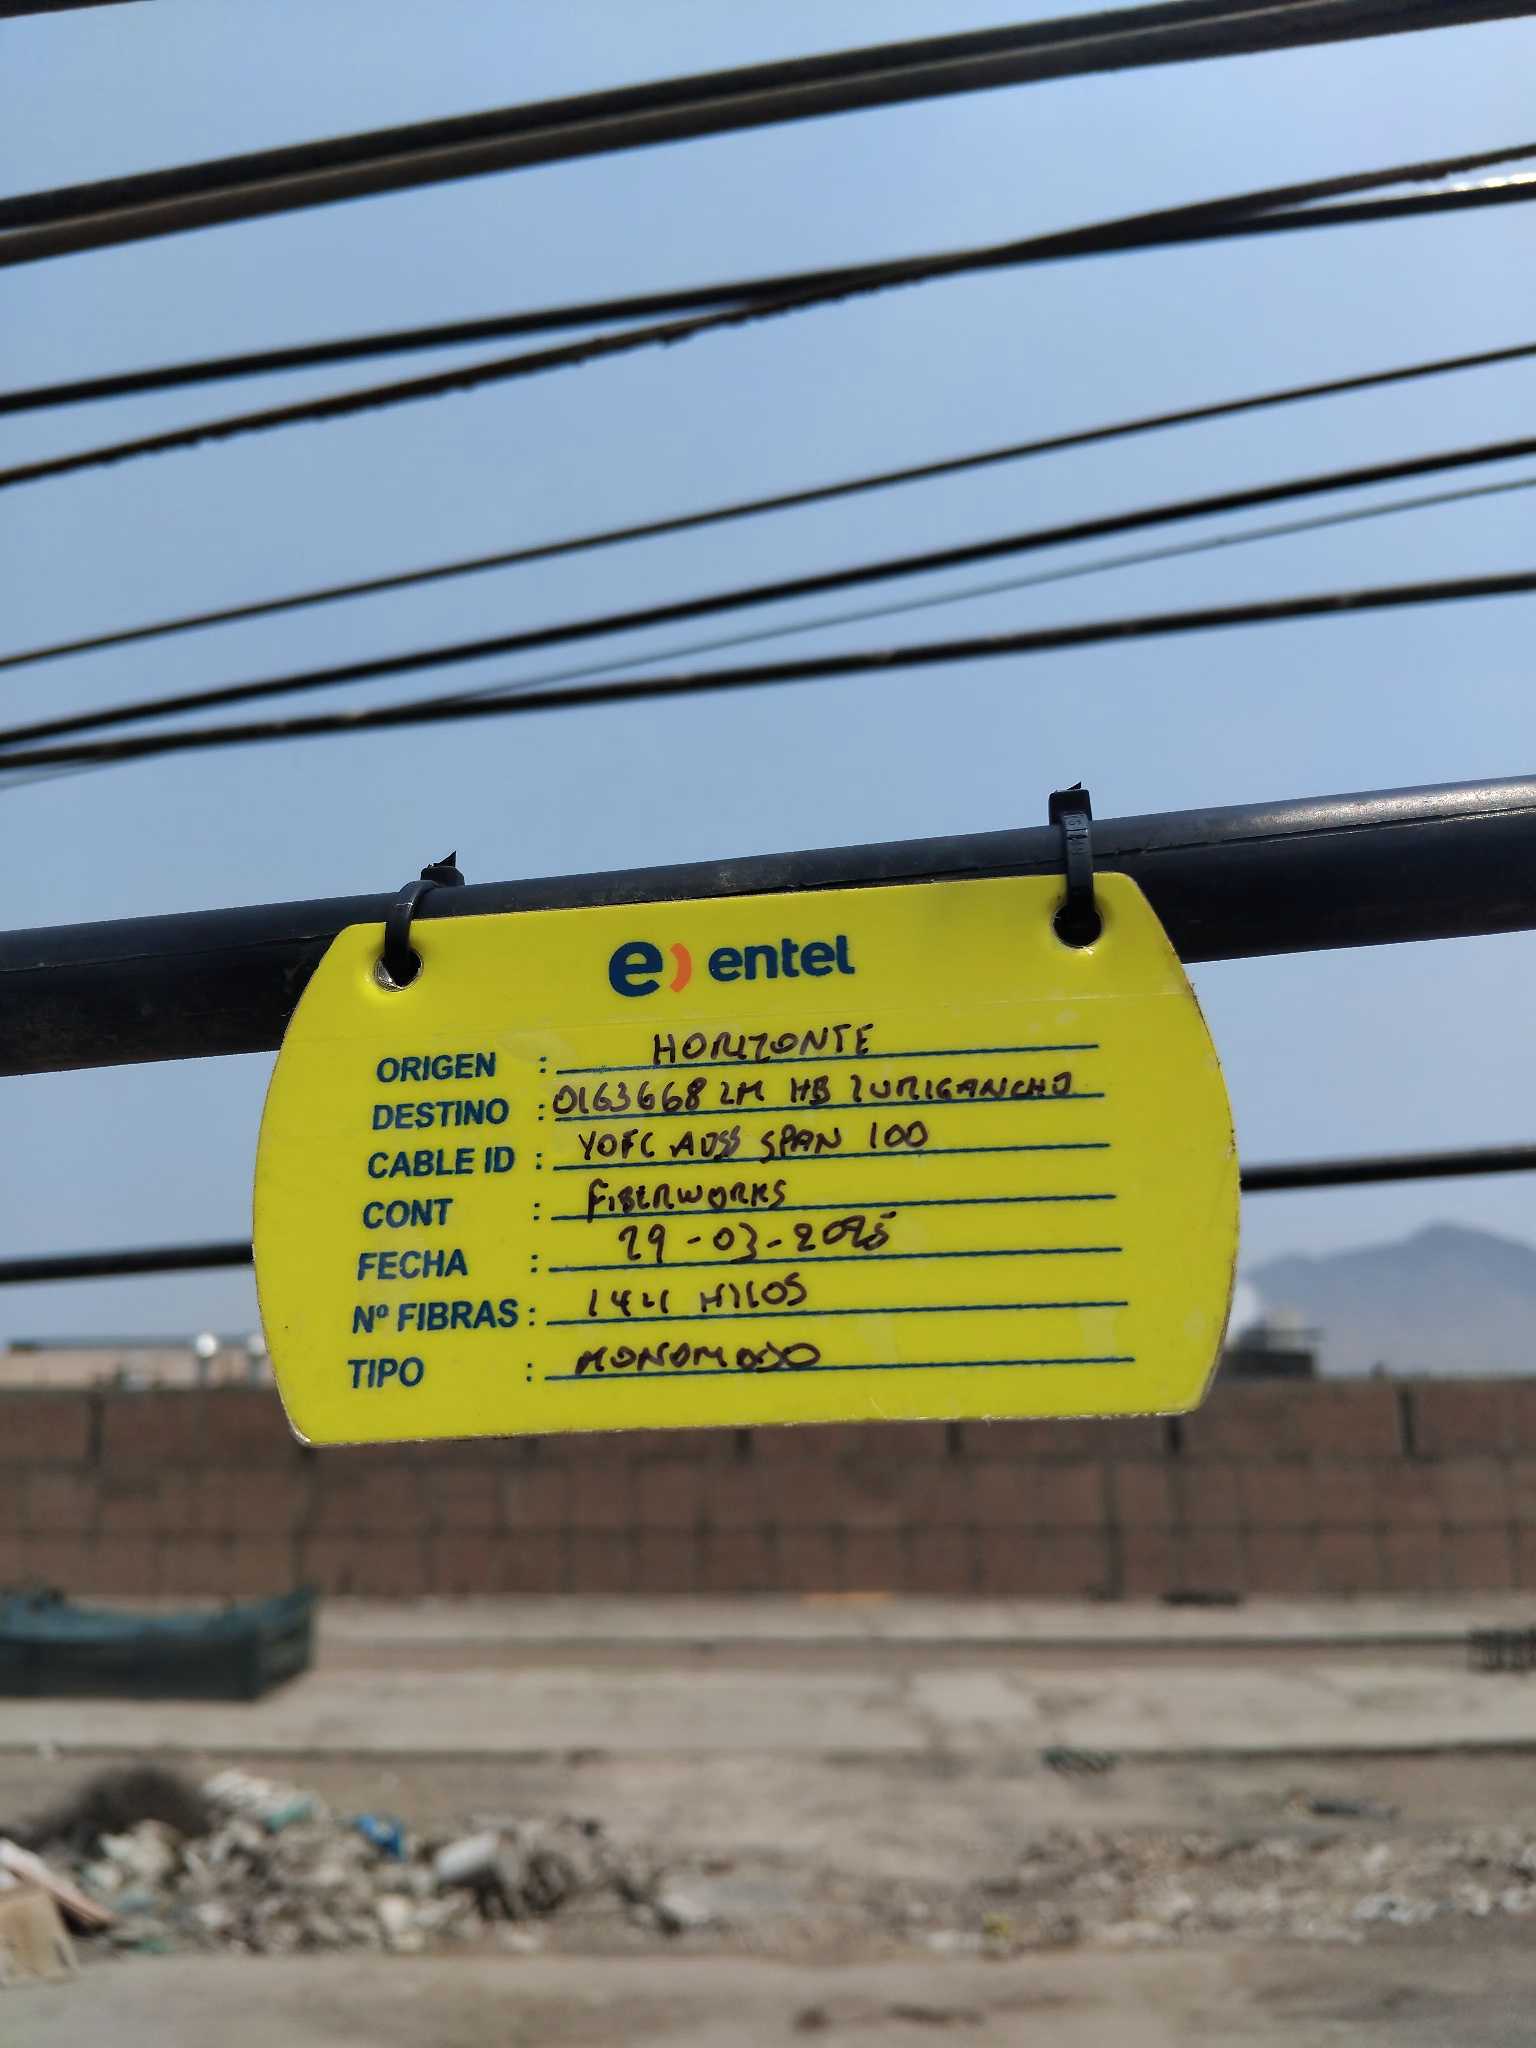 e) entel
ORIGEN : HORIZONTE
DESTINO : 0163668 LM HB LURIGANCHO
CABLE ID : YOFC ADSS SPAN 100
CONT : FIBERWORKS
FECHA : 29-03-2025
Nº FIBRAS : 144 HILOS
TIPO : MONOMODO